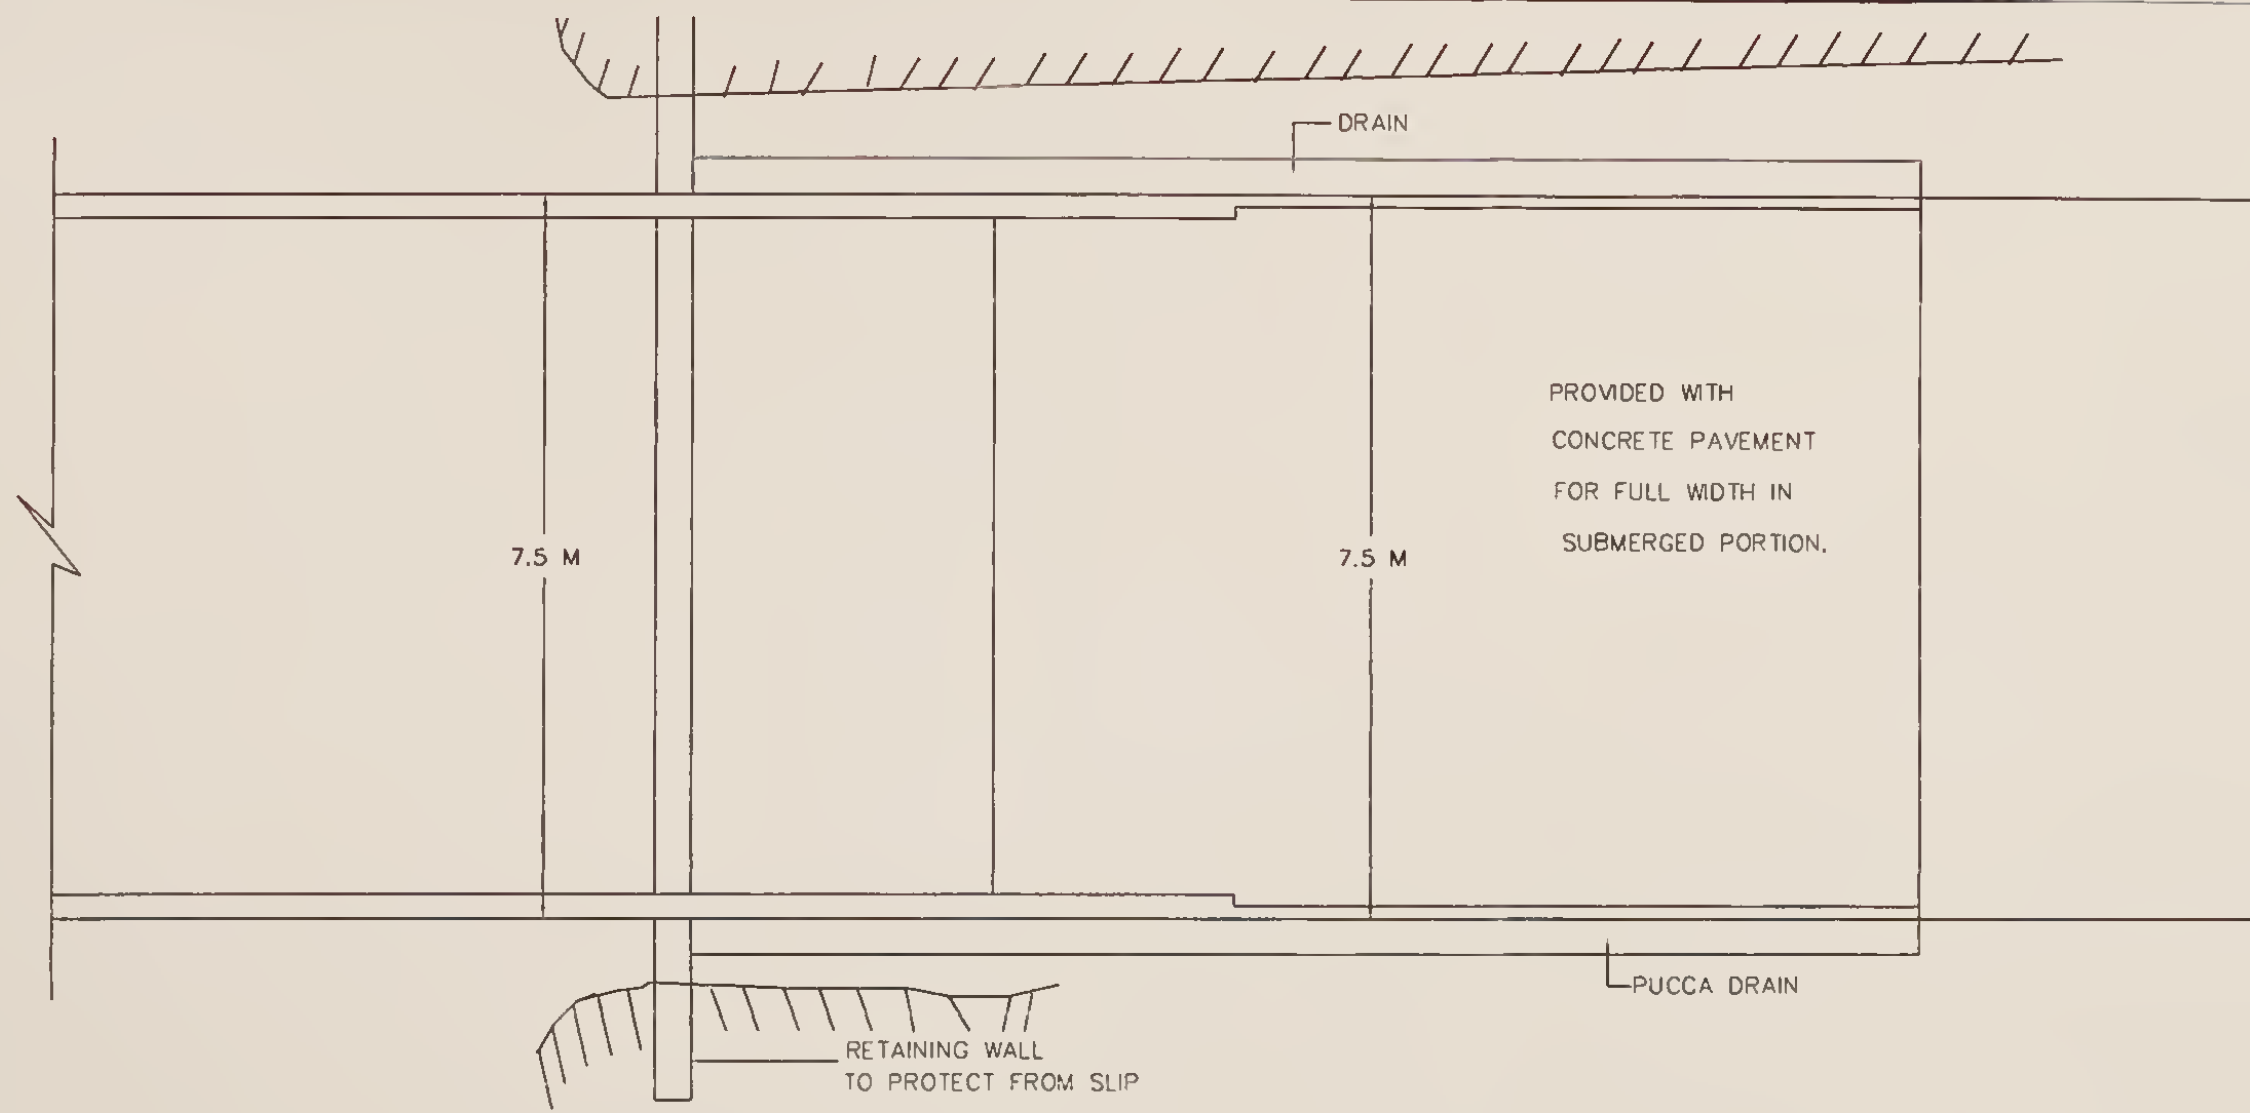 DRAIN
PROVIDED WITH
CONCRETE PAVEMENT
FOR FULL WIDTH IN
SUBMERGED PORTION.
7.5 M
7.5 M
PUCCA DRAIN
RETAINING WALL
TO PROTECT FROM SLIP